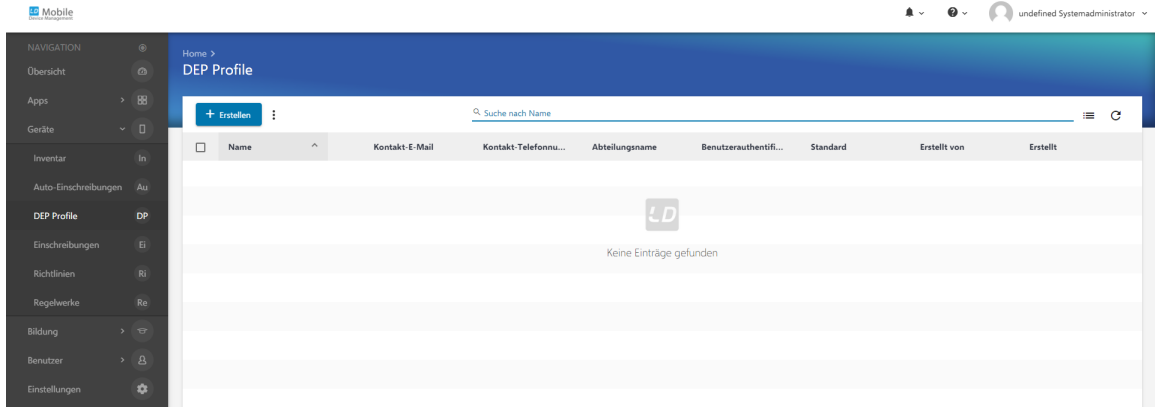 LD Mobile
Device Management
undefined Systemadministrator
NAVIGATION
Übersicht
Apps
Geräte
Inventar In
Auto-Einschreibungen Au
DEP Profile DP
Einschreibungen Ei
Richtlinien Ri
Regelwerke Re
Bildung
Benutzer
Einstellungen
Home >
DEP Profile
+ Erstellen
Suche nach Name
Name Kontakt-E-Mail Kontakt-Telefonnu... Abteilungsname Benutzerauthentifi... Standard Erstellt von Erstellt
LD
Keine Einträge gefunden